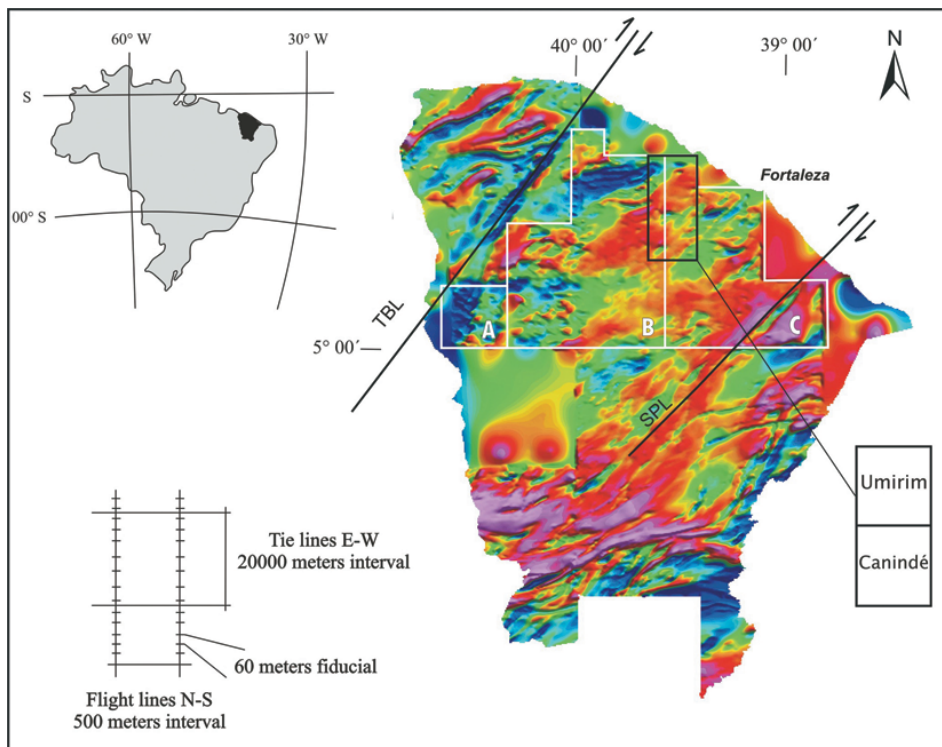 60° W
30° W
S
00° S
40° 00´
39° 00´
N
Fortaleza
TBL
A
B
C
5° 00´
SPL
Umirim
Canindé
Tie lines E-W
20000 meters interval
60 meters fiducial
Flight lines N-S
500 meters interval